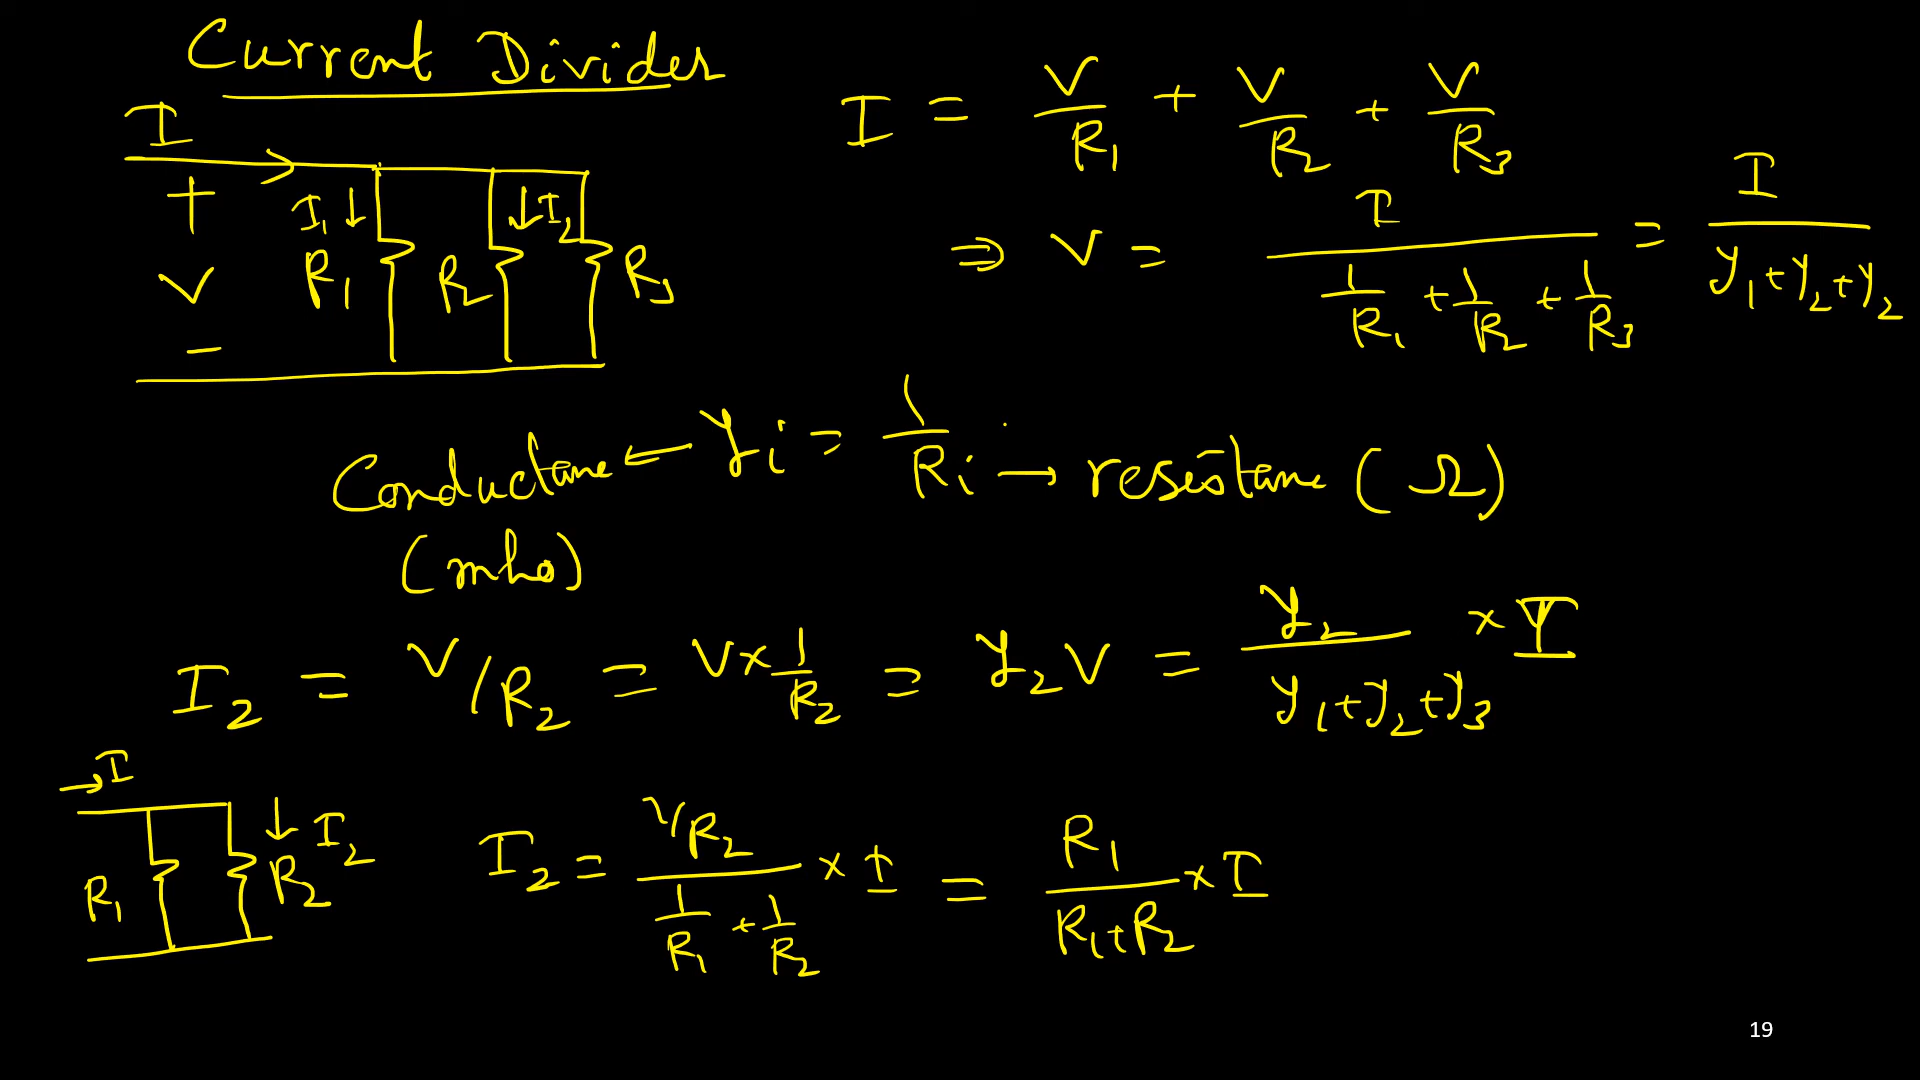 Current Divider
I = V/R1 + V/R2 + V/R3
I
+
V
-
I1 ↓
R1
R2
↓ I2
R3
⇒ V = I / (1/R1 + 1/R2 + 1/R3) = I / (y1 + y2 + y2)
Conductance ← yi = 1/Ri → resistance (Ω)
(mho)
I2 = V/R2 = V × 1/R2 = y2 V = y2 / (y1 + y2 + y3) × I
→ I
R1
R2
↓ I2
I2 = 1/R2 / (1/R1 + 1/R2) × I = R1 / (R1 + R2) × I
19